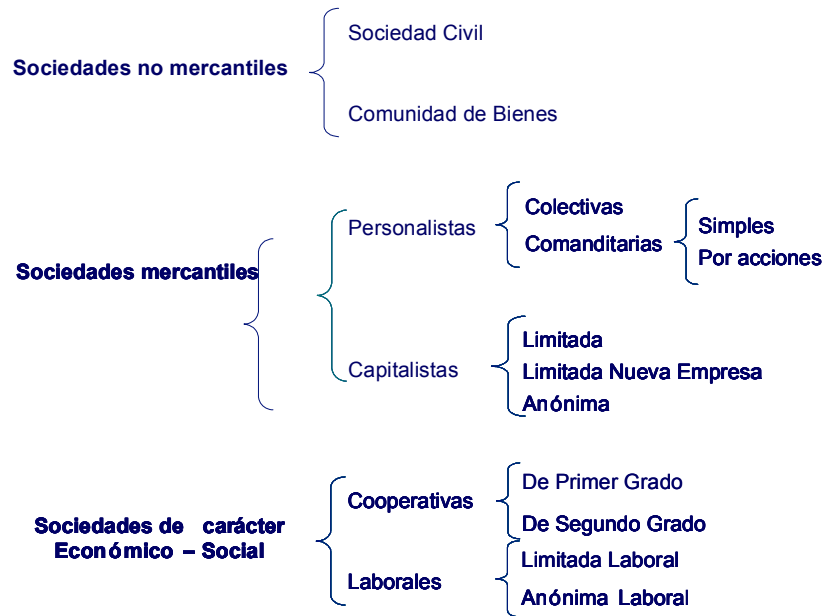 Sociedades no mercantiles
Sociedad Civil
Comunidad de Bienes
Sociedades mercantiles
Personalistas
Colectivas
Comanditarias
Simples
Por acciones
Capitalistas
Limitada
Limitada Nueva Empresa
Anónima
Sociedades de carácter
Económico – Social
Cooperativas
De Primer Grado
De Segundo Grado
Laborales
Limitada Laboral
Anónima Laboral